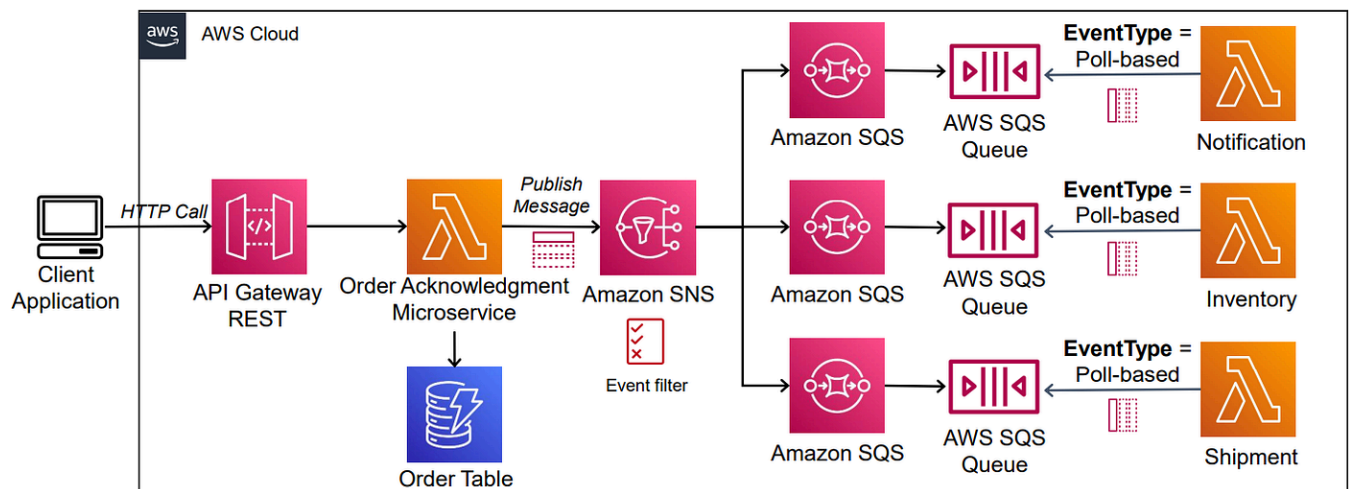 aws
AWS Cloud
Client
Application
HTTP Call
API Gateway
REST
Order Acknowledgment
Microservice
Order Table
Publish
Message
Amazon SNS
Event filter
Amazon SQS
AWS SQS
Queue
EventType =
Poll-based
Notification
Amazon SQS
AWS SQS
Queue
EventType =
Poll-based
Inventory
Amazon SQS
AWS SQS
Queue
EventType =
Poll-based
Shipment